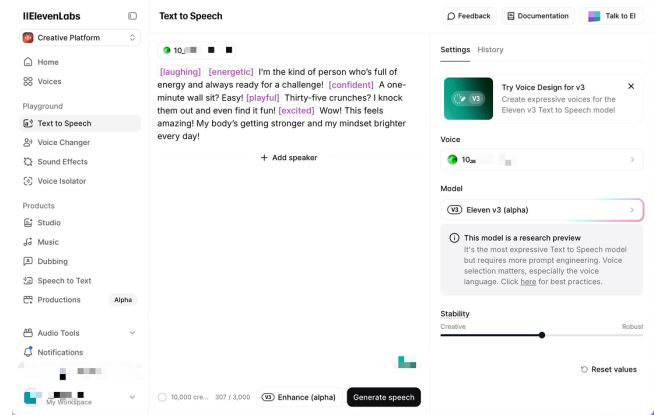 IIElevenLabs
Text to Speech
Feedback
Documentation
Talk to El
Creative Platform
Home
Voices
Playground
Text to Speech
Voice Changer
Sound Effects
Voice Isolator
Products
Studio
Music
Dubbing
Speech to Text
Productions Alpha
Audio Tools
Notifications
My Workspace
10
[laughing] [energetic] I'm the kind of person who's full of
energy and always ready for a challenge! [confident] A one-
minute wall sit? Easy! [playful] Thirty-five crunches? I knock
them out and even find it fun! [excited] Wow! This feels
amazing! My body's getting stronger and my mindset brighter
every day!
+ Add speaker
10,000 cre...
307 / 3,000
V3 Enhance (alpha)
Generate speech
Settings History
V3
Try Voice Design for v3
Create expressive voices for the
Eleven v3 Text to Speech model
Voice
10
Model
V3 Eleven v3 (alpha)
This model is a research preview
It's the most expressive Text to Speech model
but requires more prompt engineering. Voice
selection matters, especially the voice
language. Click here for best practices.
Stability
Creative Robust
Reset values